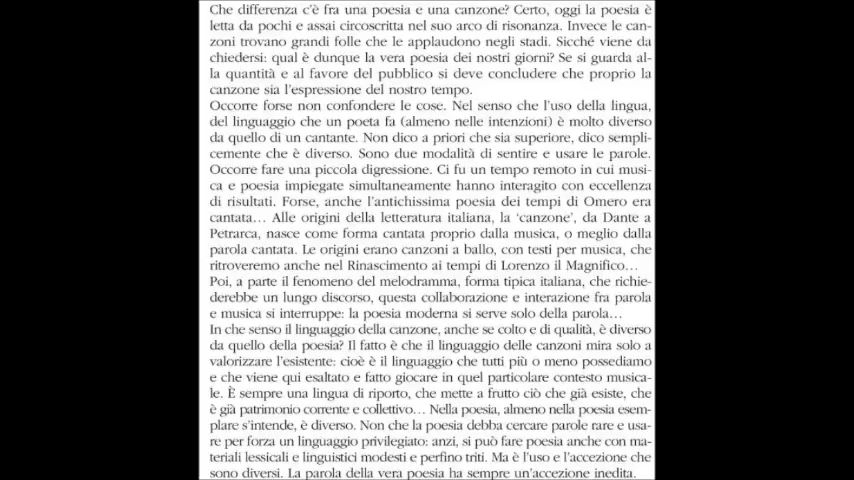 Che differenza c'è fra una poesia e una canzone? Certo, oggi la poesia è
letta da pochi e assai circoscritta nel suo arco di risonanza. Invece le can-
zoni trovano grandi folle che le applaudono negli stadi. Sicché viene da
chiedersi: qual è dunque la vera poesia dei nostri giorni? Se si guarda al-
la quantità e al favore del pubblico si deve concludere che proprio la
canzone sia l'espressione del nostro tempo.
Occorre forse non confondere le cose. Nel senso che l'uso della lingua,
del linguaggio che un poeta fa (almeno nelle intenzioni) è molto diverso
da quello di un cantante. Non dico a priori che sia superiore, dico sempli-
cemente che è diverso. Sono due modalità di sentire e usare le parole.
Occorre fare una piccola digressione. Ci fu un tempo remoto in cui musi-
ca e poesia impiegate simultaneamente hanno interagito con eccellenza
di risultati. Forse, anche l'antichissima poesia dei tempi di Omero era
cantata… Alle origini della letteratura italiana, la 'canzone', da Dante a
Petrarca, nasce come forma cantata proprio dalla musica, o meglio dalla
parola cantata. Le origini erano canzoni a ballo, con testi per musica, che
ritroveremo anche nel Rinascimento ai tempi di Lorenzo il Magnifico…
Poi, a parte il fenomeno del melodramma, forma tipica italiana, che richie-
derebbe un lungo discorso, questa collaborazione e interazione fra parola
e musica si interruppe: la poesia moderna si serve solo della parola…
In che senso il linguaggio della canzone, anche se colto e di qualità, è diverso
da quello della poesia? Il fatto è che il linguaggio delle canzoni mira solo a
valorizzare l'esistente: cioè è il linguaggio che tutti più o meno possediamo
e che viene qui esaltato e fatto giocare in quel particolare contesto musica-
le. È sempre una lingua di riporto, che mette a frutto ciò che già esiste, che
è già patrimonio corrente e collettivo… Nella poesia, almeno nella poesia esem-
plare s'intende, è diverso. Non che la poesia debba cercare parole rare e usa-
re per forza un linguaggio privilegiato: anzi, si può fare poesia anche con ma-
teriali lessicali e linguistici modesti e perfino triti. Ma è l'uso e l'accezione che
sono diversi. La parola della vera poesia ha sempre un'accezione inedita.